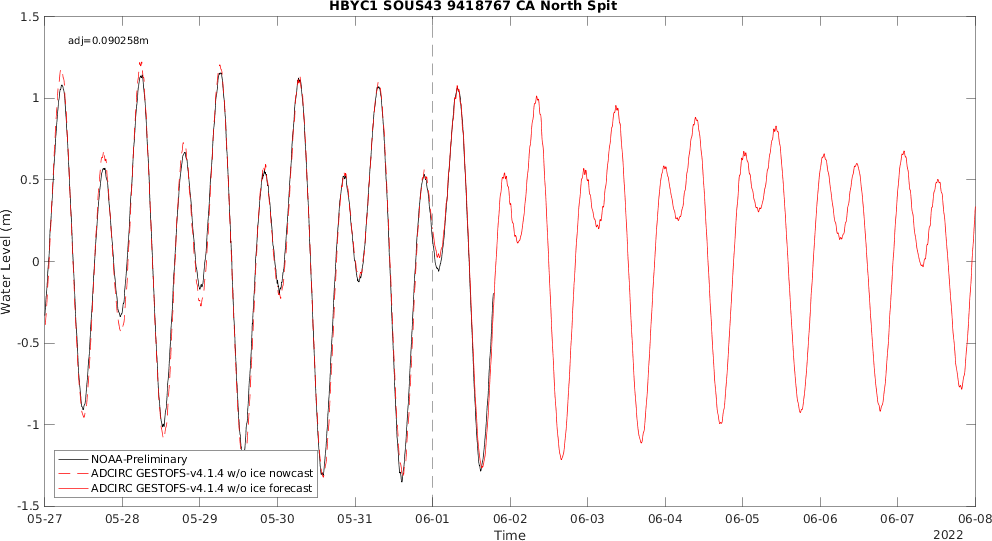 HBYC1 SOUS43 9418767 CA North Spit
adj=0.090258m
1.5
1
0.5
0
-0.5
-1
-1.5
Water Level (m)
NOAA-Preliminary
ADCIRC GESTOFS-v4.1.4 w/o ice nowcast
ADCIRC GESTOFS-v4.1.4 w/o ice forecast
05-27 05-28 05-29 05-30 05-31 06-01 06-02 06-03 06-04 06-05 06-06 06-07 06-08
Time
2022